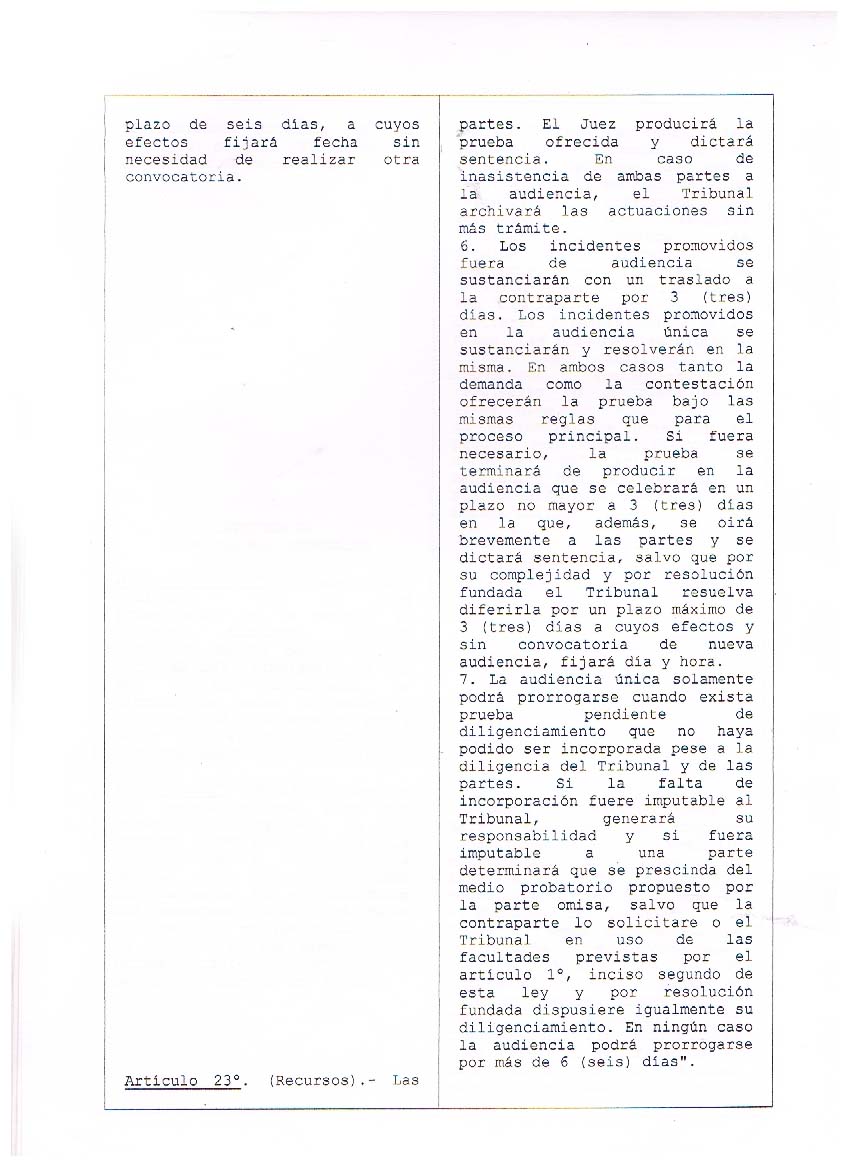 plazo de seis días, a cuyos
efectos fijará fecha sin
necesidad de realizar otra
convocatoria.
Artículo 23°. (Recursos).- Las
partes. El Juez producirá la
prueba ofrecida y dictará
sentencia. En caso de
inasistencia de ambas partes a
la audiencia, el Tribunal
archivará las actuaciones sin
más trámite.
6. Los incidentes promovidos
fuera de audiencia se
sustanciarán con un traslado a
la contraparte por 3 (tres)
días. Los incidentes promovidos
en la audiencia única se
sustanciarán y resolverán en la
misma. En ambos casos tanto la
demanda como la contestación
ofrecerán la prueba bajo las
mismas reglas que para el
proceso principal. Si fuera
necesario, la prueba se
terminará de producir en la
audiencia que se celebrará en un
plazo no mayor a 3 (tres) días
en la que, además, se oirá
brevemente a las partes y se
dictará sentencia, salvo que por
su complejidad y por resolución
fundada el Tribunal resuelva
diferirla por un plazo máximo de
3 (tres) días a cuyos efectos y
sin convocatoria de nueva
audiencia, fijará día y hora.
7. La audiencia única solamente
podrá prorrogarse cuando exista
prueba pendiente de
diligenciamiento que no haya
podido ser incorporada pese a la
diligencia del Tribunal y de las
partes. Si la falta de
incorporación fuere imputable al
Tribunal, generará su
responsabilidad y si fuera
imputable a una parte
determinará que se prescinda del
medio probatorio propuesto por
la parte omisa, salvo que la
contraparte lo solicitare o el
Tribunal en uso de las
facultades previstas por el
artículo 1°, inciso segundo de
esta ley y por resolución
fundada dispusiere igualmente su
diligenciamiento. En ningún caso
la audiencia podrá prorrogarse
por más de 6 (seis) días".